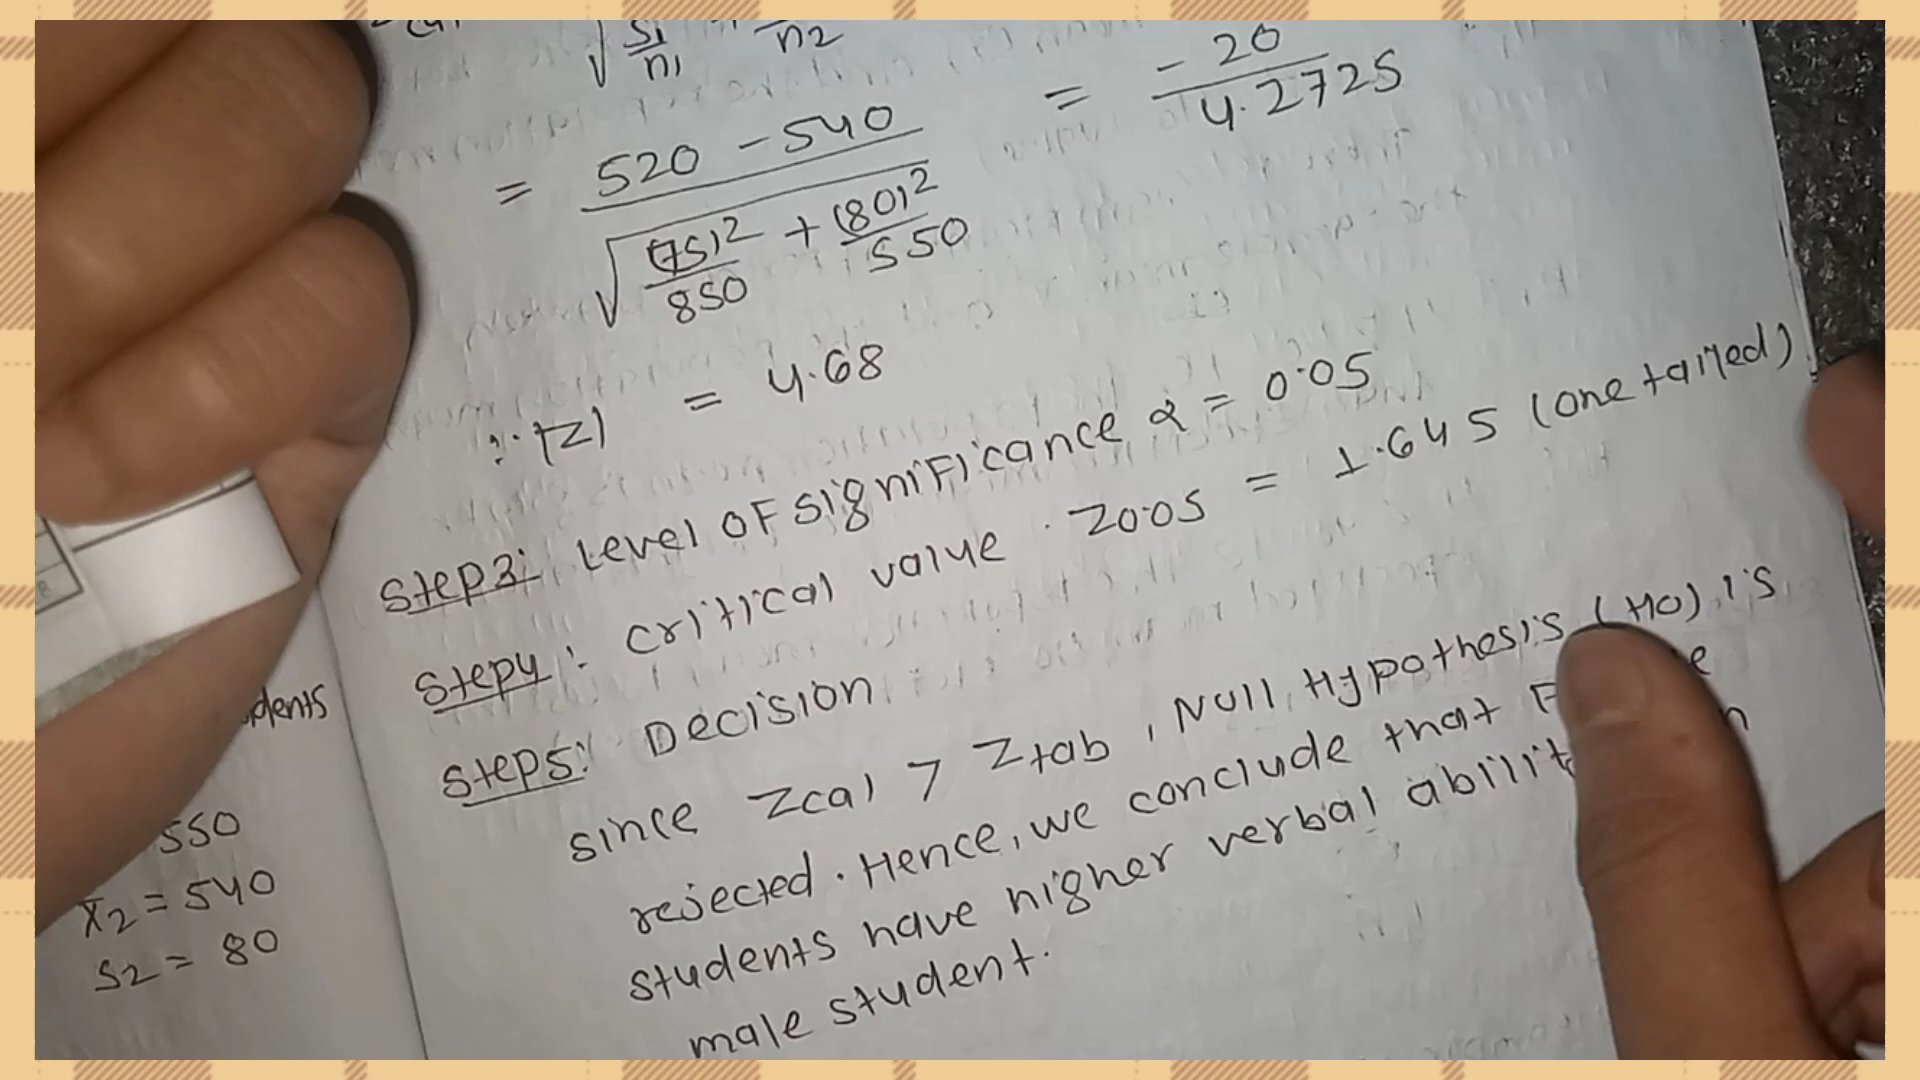 √ S1/n1 n2
= 520 - 540 / √ (75)² / 850 + (80)² / 550 = - 20 / 4.2725
∴ |Z| = 4.68
Step3: Level OF significance α = 0.05
Step4: critical value Z0.05 = 1.645 (one tailed)
Step5: Decision
since Zcal > Ztab, Null Hypothesis (H0) is
rejected. Hence, we conclude that F e
students have higher verbal abilit n
male student.
dents
550
X̄2 = 540
S2 = 80